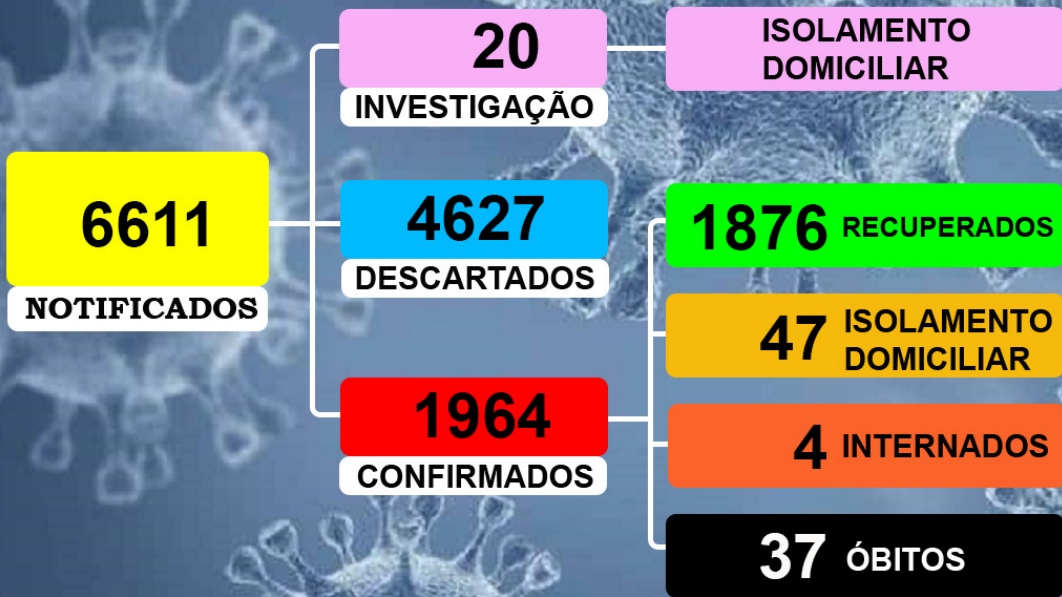 6611
NOTIFICADOS
20
INVESTIGAÇÃO
ISOLAMENTO
DOMICILIAR
4627
DESCARTADOS
1964
CONFIRMADOS
1876 RECUPERADOS
47 ISOLAMENTO
DOMICILIAR
4 INTERNADOS
37 ÓBITOS